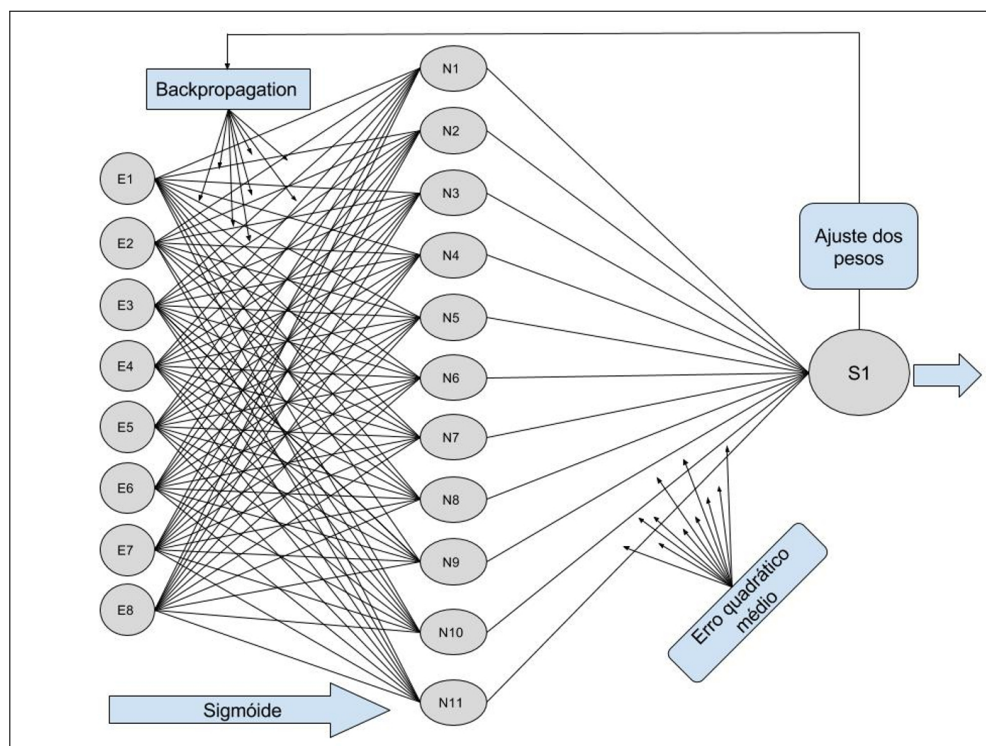 Backpropagation
E1
E2
E3
E4
E5
E6
E7
E8
N1
N2
N3
N4
N5
N6
N7
N8
N9
N10
N11
Sigmóide
Ajuste dos
pesos
S1
Erro quadrático
médio